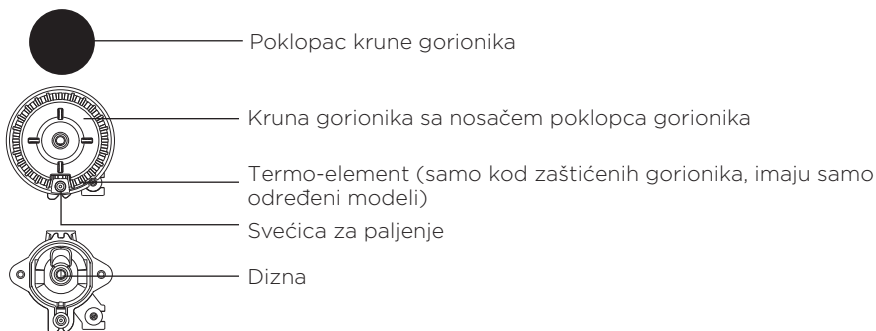 Poklopac krune gorionika
Kruna gorionika sa nosačem poklopca gorionika
Termo-element (samo kod zaštićenih gorionika, imaju samo
određeni modeli)
Svećica za paljenje
Dizna